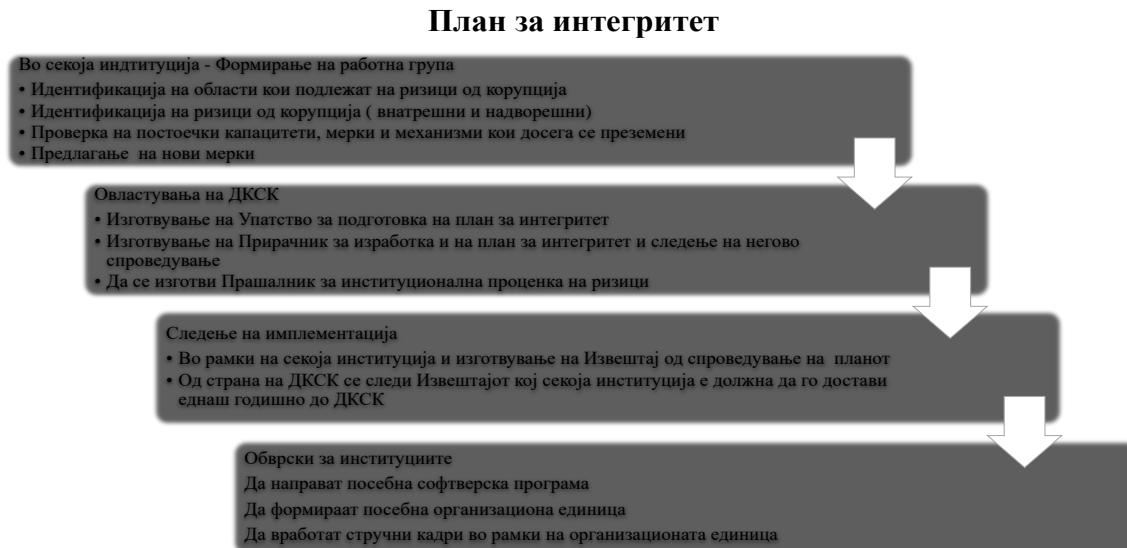 План за интегритет
Во секоја индтитуција - Формирање на работна група
• Идентификација на области кои подлежат на ризици од корупција
• Идентификација на ризици од корупција ( внатрешни и надворешни)
• Проверка на постоечки капацитети, мерки и механизми кои досега се преземени
• Предлагање на нови мерки
Овластувања на ДКСК
• Изготвување на Упатство за подготовка на план за интегритет
• Изготвување на Прирачник за изработка и на план за интегритет и следење на негово
спроведување
• Да се изготви Прашалник за институционална проценка на ризици
Следење на имплементација
• Во рамки на секоја институција и изготвување на Извештај од спроведување на планот
• Од страна на ДКСК се следи Извештајот кој секоја институција е должна да го достави
еднаш годишно до ДКСК
Обврски за институциите
Да направат посебна софтверска програма
Да формираат посебна организациона единица
Да вработат стручни кадри во рамки на организационата единица